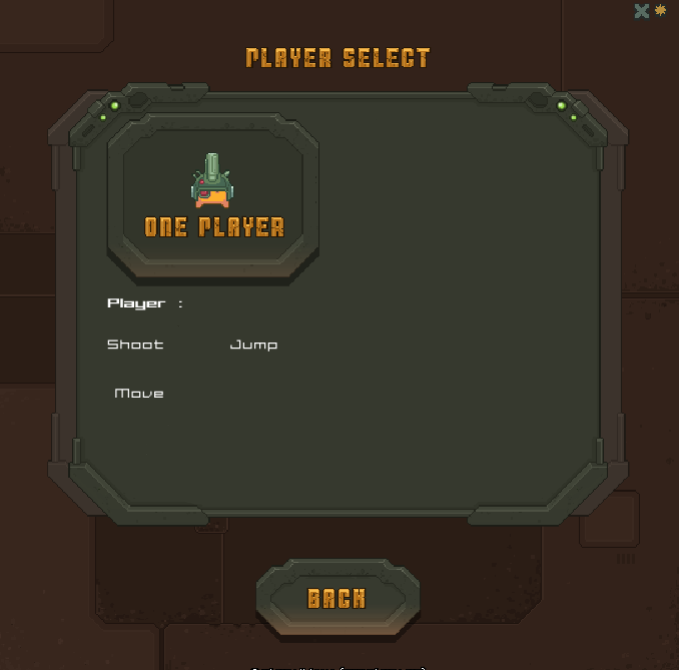 PLAYER SELECT
ONE PLAYER
Player :
Shoot Jump
Move
BACK